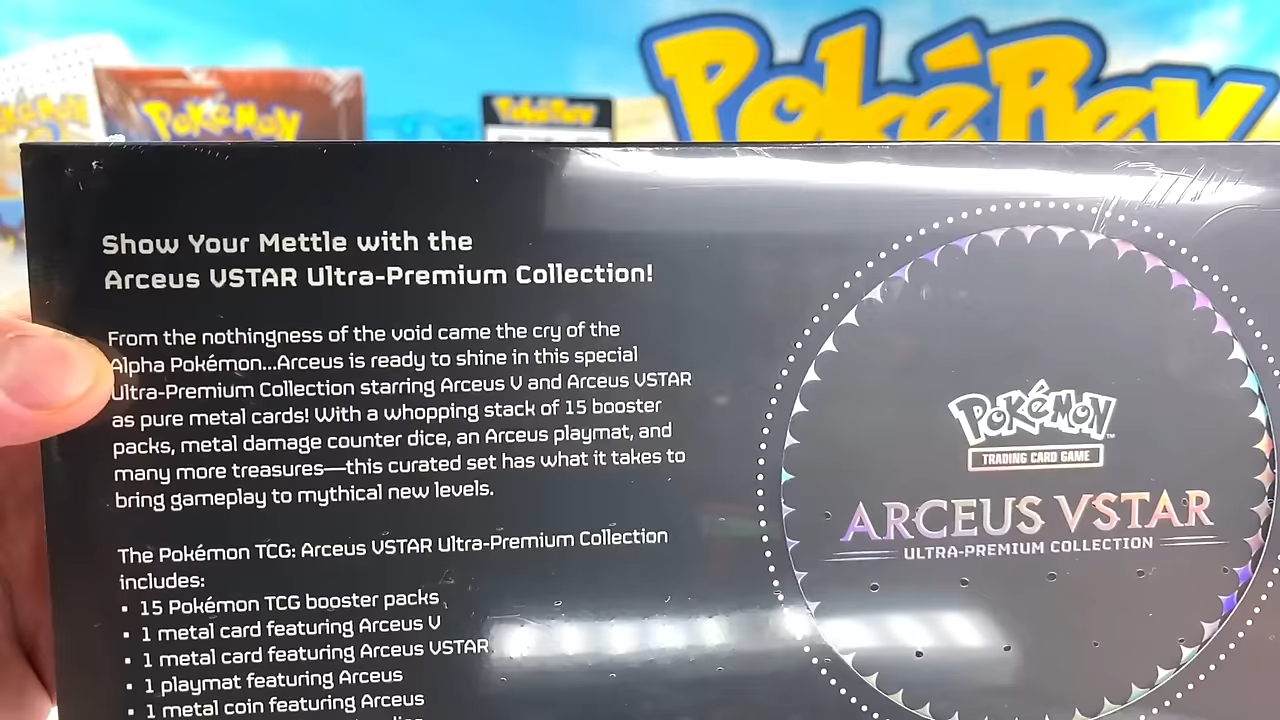 PokéRev
POKéMON
PokéRev
Show Your Mettle with the
Arceus VSTAR Ultra-Premium Collection!
From the nothingness of the void came the cry of the
Alpha Pokémon...Arceus is ready to shine in this special
Ultra-Premium Collection starring Arceus V and Arceus VSTAR
as pure metal cards! With a whopping stack of 15 booster
packs, metal damage counter dice, an Arceus playmat, and
many more treasures—this curated set has what it takes to
bring gameplay to mythical new levels.
The Pokémon TCG: Arceus VSTAR Ultra-Premium Collection
includes:
▪ 15 Pokémon TCG booster packs
▪ 1 metal card featuring Arceus V
▪ 1 metal card featuring Arceus VSTAR
▪ 1 playmat featuring Arceus
▪ 1 metal coin featuring Arceus
POKéMON
TM
TRADING CARD GAME
ARCEUS VSTAR
ULTRA-PREMIUM COLLECTION